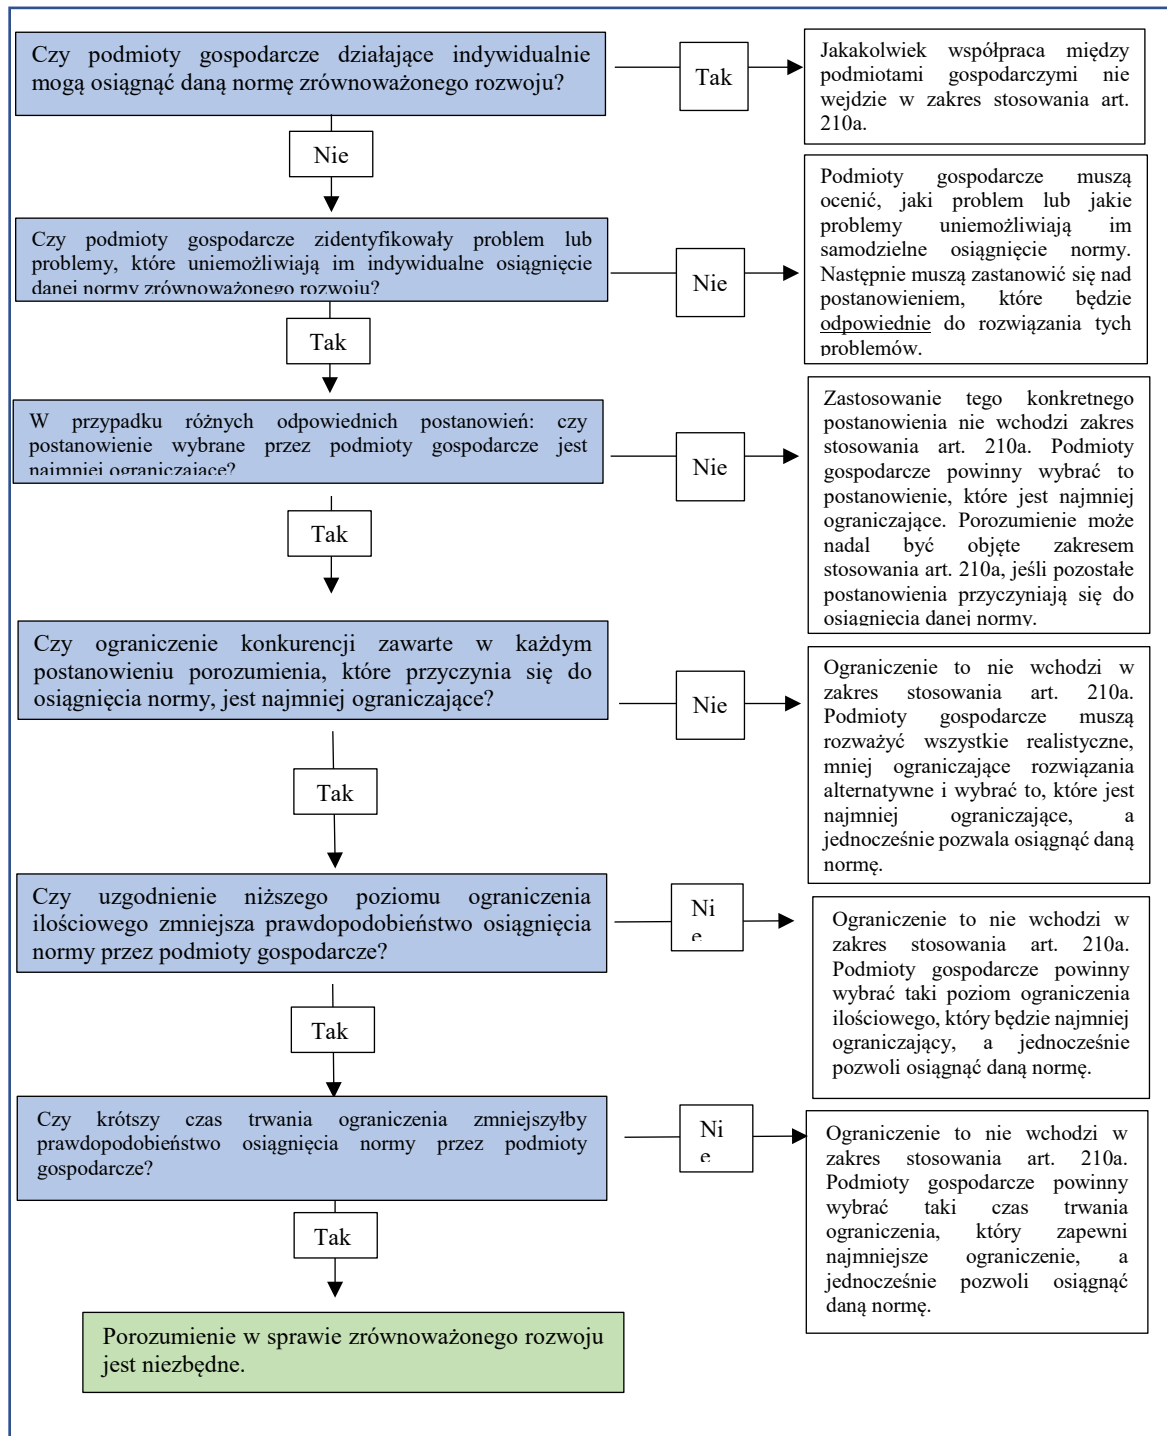 Czy podmioty gospodarcze działające indywidualnie
mogą osiągnąć daną normę zrównoważonego rozwoju?
Tak
Jakakolwiek współpraca między
podmiotami gospodarczymi nie
wejdzie w zakres stosowania art.
210a.
Nie
Czy podmioty gospodarcze zidentyfikowały problem lub
problemy, które uniemożliwiają im indywidualne osiągnięcie
danej normy zrównoważonego rozwoju?
Nie
Podmioty gospodarcze muszą
ocenić, jaki problem lub jakie
problemy uniemożliwiają im
samodzielne osiągnięcie normy.
Następnie muszą zastanowić się nad
postanowieniem, które będzie
odpowiednie do rozwiązania tych
problemów.
Tak
W przypadku różnych odpowiednich postanowień: czy
postanowienie wybrane przez podmioty gospodarcze jest
najmniej ograniczające?
Nie
Zastosowanie tego konkretnego
postanowienia nie wchodzi zakres
stosowania art. 210a. Podmioty
gospodarcze powinny wybrać to
postanowienie, które jest najmniej
ograniczające. Porozumienie może
nadal być objęte zakresem
stosowania art. 210a, jeśli pozostałe
postanowienia przyczyniają się do
osiągnięcia danej normy.
Tak
Czy ograniczenie konkurencji zawarte w każdym
postanowieniu porozumienia, które przyczynia się do
osiągnięcia normy, jest najmniej ograniczające?
Nie
Ograniczenie to nie wchodzi w
zakres stosowania art. 210a.
Podmioty gospodarcze muszą
rozważyć wszystkie realistyczne,
mniej ograniczające rozwiązania
alternatywne i wybrać to, które jest
najmniej ograniczające, a
jednocześnie pozwala osiągnąć daną
normę.
Tak
Czy uzgodnienie niższego poziomu ograniczenia
ilościowego zmniejsza prawdopodobieństwo osiągnięcia
normy przez podmioty gospodarcze?
Ni
e
Ograniczenie to nie wchodzi w
zakres stosowania art. 210a.
Podmioty gospodarcze powinny
wybrać taki poziom ograniczenia
ilościowego, który będzie najmniej
ograniczający, a jednocześnie
pozwoli osiągnąć daną normę.
Tak
Czy krótszy czas trwania ograniczenia zmniejszyłby
prawdopodobieństwo osiągnięcia normy przez podmioty
gospodarcze?
Ni
e
Ograniczenie to nie wchodzi w
zakres stosowania art. 210a.
Podmioty gospodarcze powinny
wybrać taki czas trwania
ograniczenia, który zapewni
najmniejsze ograniczenie, a
jednocześnie pozwoli osiągnąć
daną normę.
Tak
Porozumienie w sprawie zrównoważonego rozwoju
jest niezbędne.